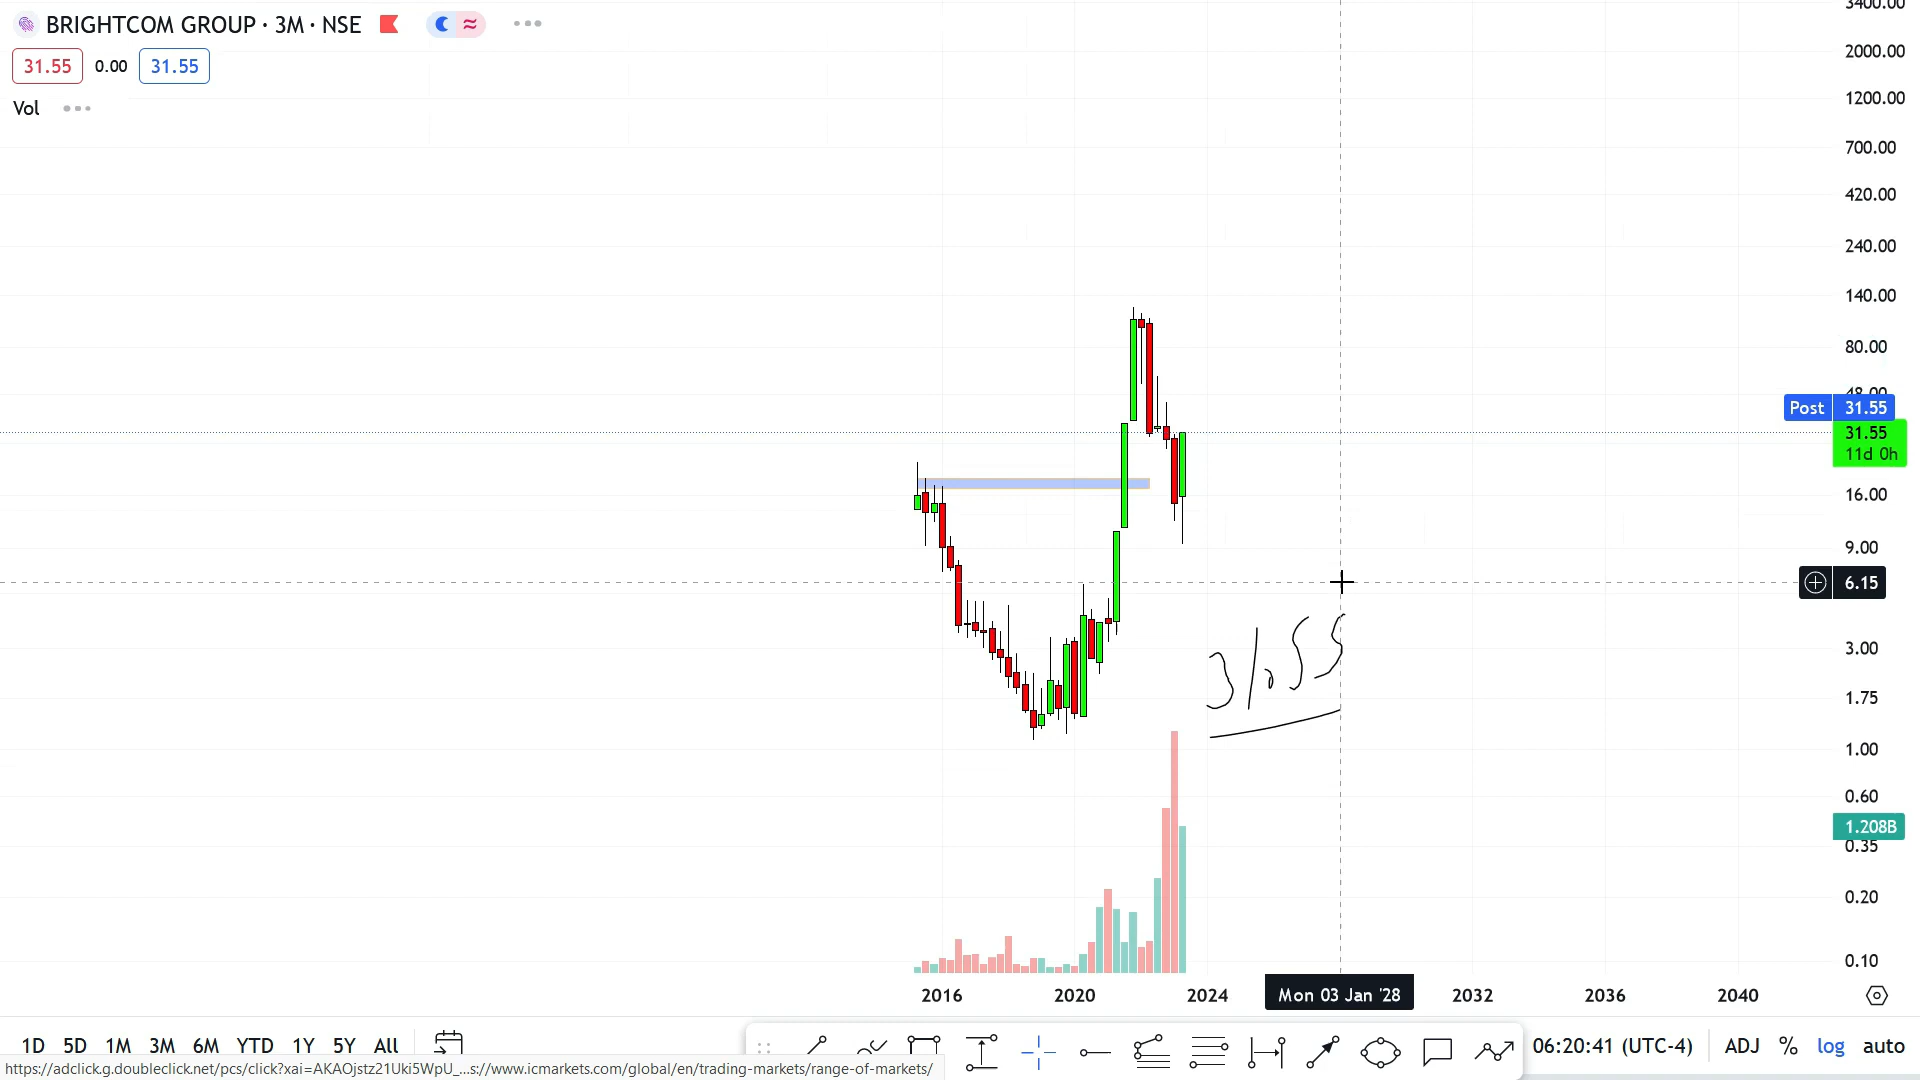 BRIGHTCOM GROUP · 3M · NSE
31.55 0.00 31.55
Vol
3400.00
2000.00
1200.00
700.00
420.00
240.00
140.00
80.00
48.00
Post 31.55
31.55
11d 0h
16.00
9.00
6.15
31.55
3.00
1.75
1.00
0.60
1.208B
0.35
0.20
0.10
2016 2020 2024 Mon 03 Jan '28 2032 2036 2040
1D 5D 1M 3M 6M YTD 1Y 5Y All 06:20:41 (UTC-4) ADJ % log auto
https://adclick.g.doubleclick.net/pcs/click?xai=AKAOjstz21Uki5WpU_...s://www.icmarkets.com/global/en/trading-markets/range-of-markets/